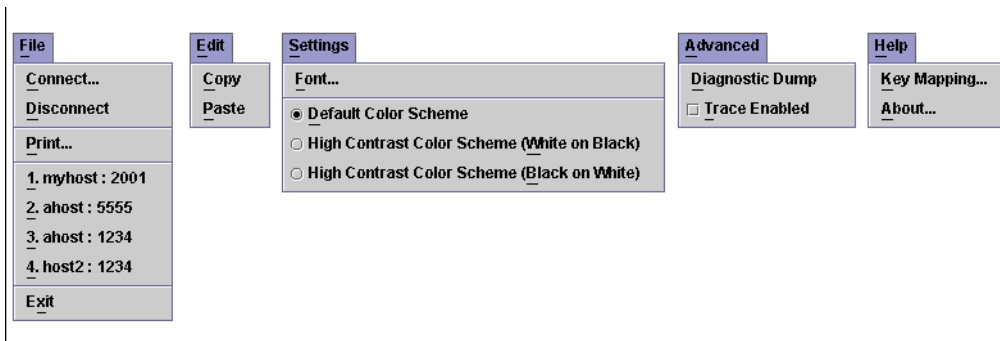 File
Connect...
Disconnect
Print...
1. myhost : 2001
2. ahost : 5555
3. ahost : 1234
4. host2 : 1234
Exit
Edit
Copy
Paste
Settings
Font...
Default Color Scheme
High Contrast Color Scheme (White on Black)
High Contrast Color Scheme (Black on White)
Advanced
Diagnostic Dump
Trace Enabled
Help
Key Mapping...
About...